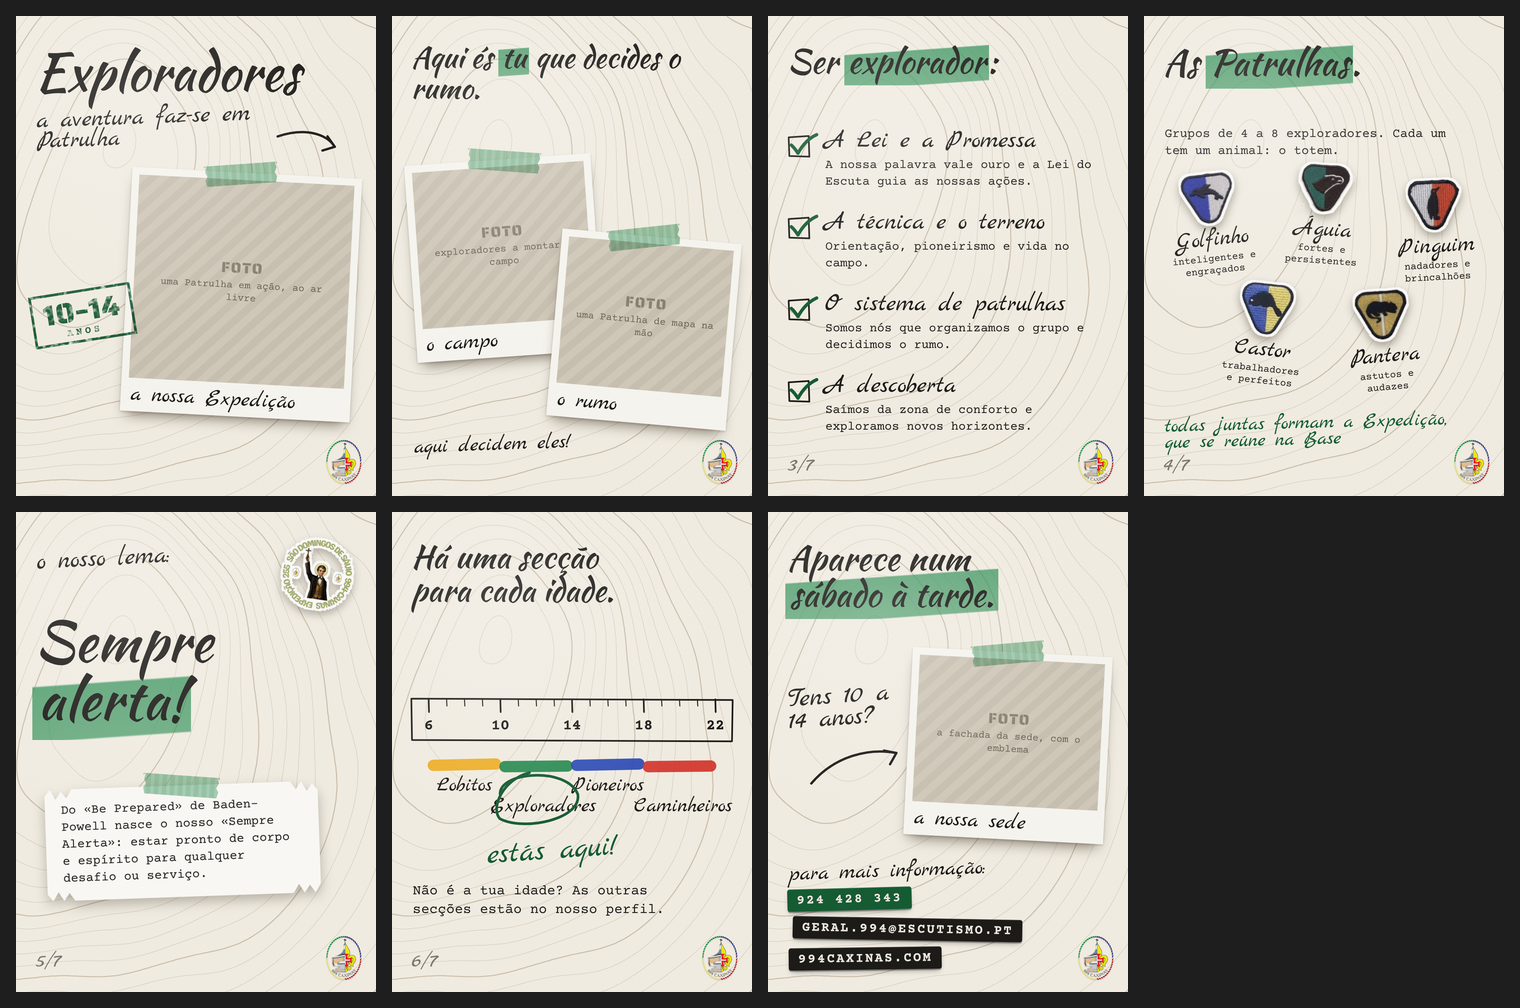 Exploradores
a aventura faz-se em
Patrulha
FOTO
uma Patrulha em ação, ao ar
livre
10-14
ANOS
a nossa Expedição
Aqui és tu que decides o
rumo.
FOTO
exploradores a montar
campo
o campo
FOTO
uma Patrulha de mapa na
mão
o rumo
aqui decidem eles!
Ser explorador:
A Lei e a Promessa
A nossa palavra vale ouro e a Lei do
Escuta guia as nossas ações.
A técnica e o terreno
Orientação, pioneirismo e vida no
campo.
O sistema de patrulhas
Somos nós que organizamos o grupo e
decidimos o rumo.
A descoberta
Saímos da zona de conforto e
exploramos novos horizontes.
3/7
As Patrulhas.
Grupos de 4 a 8 exploradores. Cada um
tem um animal: o totem.
Golfinho
inteligentes e
engraçados
Águia
fortes e
persistentes
Pinguim
nadadores e
brincalhões
Castor
trabalhadores
e perfeitos
Pantera
astutos e
audazes
todas juntas formam a Expedição,
que se reúne na Base
4/7
o nosso lema:
SÃO DOMINGOS DE SÁVIO 994-CAXINAS EXPEDIÇÃO 255
Sempre
alerta!
Do «Be Prepared» de Baden-
Powell nasce o nosso «Sempre
Alerta»: estar pronto de corpo
e espírito para qualquer
desafio ou serviço.
5/7
Há uma secção
para cada idade.
6 10 14 18 22
Lobitos
Exploradores
Pioneiros
Caminheiros
estás aqui!
Não é a tua idade? As outras
secções estão no nosso perfil.
6/7
Aparece num
sábado à tarde.
Tens 10 a
14 anos?
FOTO
a fachada da sede, com o
emblema
a nossa sede
para mais informação:
924 428 343
GERAL.994@ESCUTISMO.PT
994CAXINAS.COM